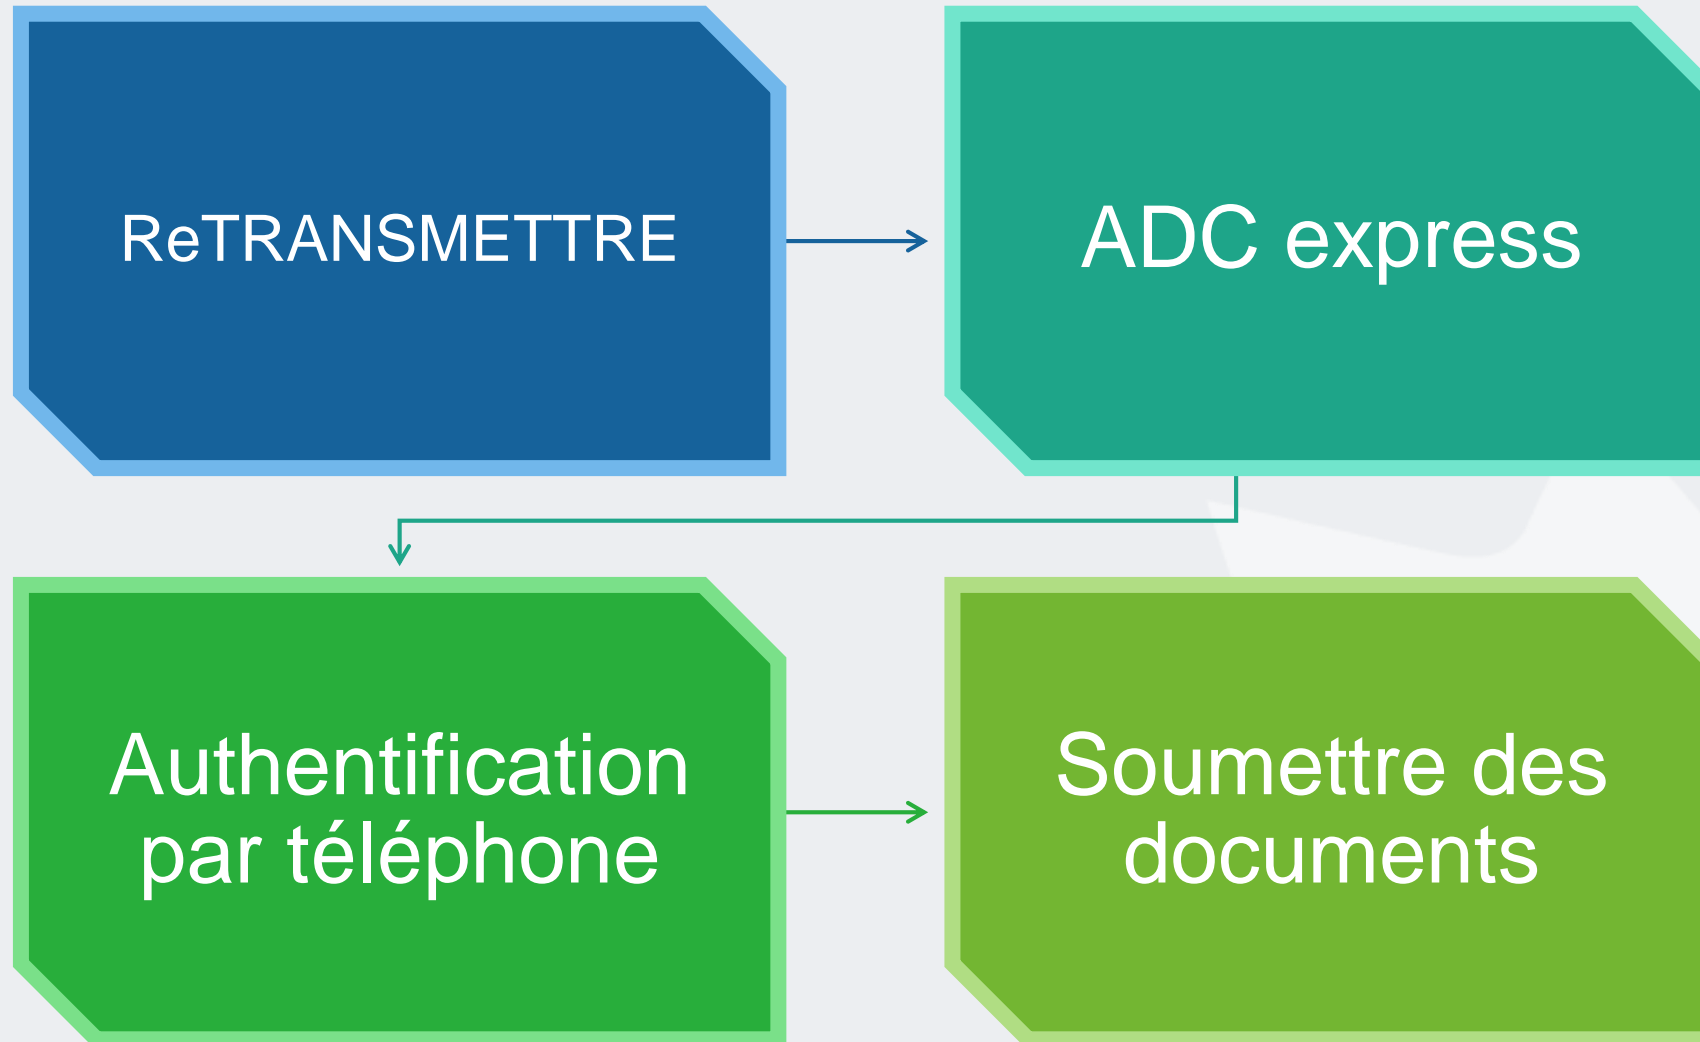 ReTRANSMETTRE
ADC express
Authentification
par téléphone
Soumettre des
documents